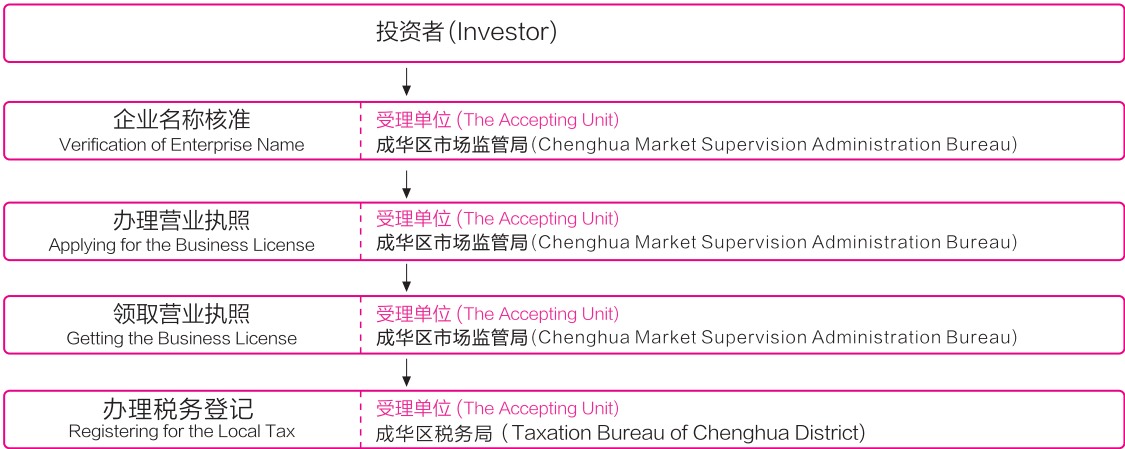 投资者(Investor)
企业名称核准
Verification of Enterprise Name
受理单位(The Accepting Unit)
成华区市场监管局(Chenghua Market Supervision Administration Bureau)
办理营业执照
Applying for the Business License
受理单位(The Accepting Unit)
成华区市场监管局(Chenghua Market Supervision Administration Bureau)
领取营业执照
Getting the Business License
受理单位(The Accepting Unit)
成华区市场监管局(Chenghua Market Supervision Administration Bureau)
办理税务登记
Registering for the Local Tax
受理单位(The Accepting Unit)
成华区税务局 (Taxation Bureau of Chenghua District)